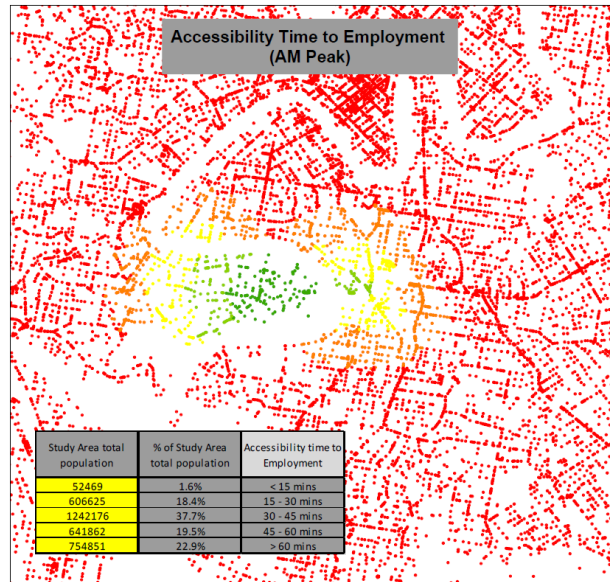 Accessibility Time to Employment
(AM Peak)
Study Area total population % of Study Area total population Accessibility time to Employment
52469 1.6% < 15 mins
606625 18.4% 15 - 30 mins
1242176 37.7% 30 - 45 mins
641862 19.5% 45 - 60 mins
754851 22.9% > 60 mins